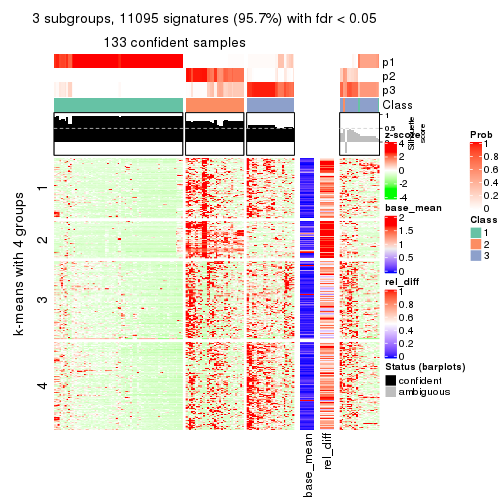 3 subgroups, 11095 signatures (95.7%) with fdr < 0.05
133 confident samples
p1
p2
p3
Class
1
0.5
0
Silhouette
score
k-means with 4 groups
1
2
3
4
base_mean
rel_diff
z-score
4
2
0
-2
-4
base_mean
2
1.5
1
0.5
0
rel_diff
1
0.8
0.6
0.4
0.2
0
Status (barplots)
confident
ambiguous
Prob
1
0.8
0.6
0.4
0.2
0
Class
1
2
3